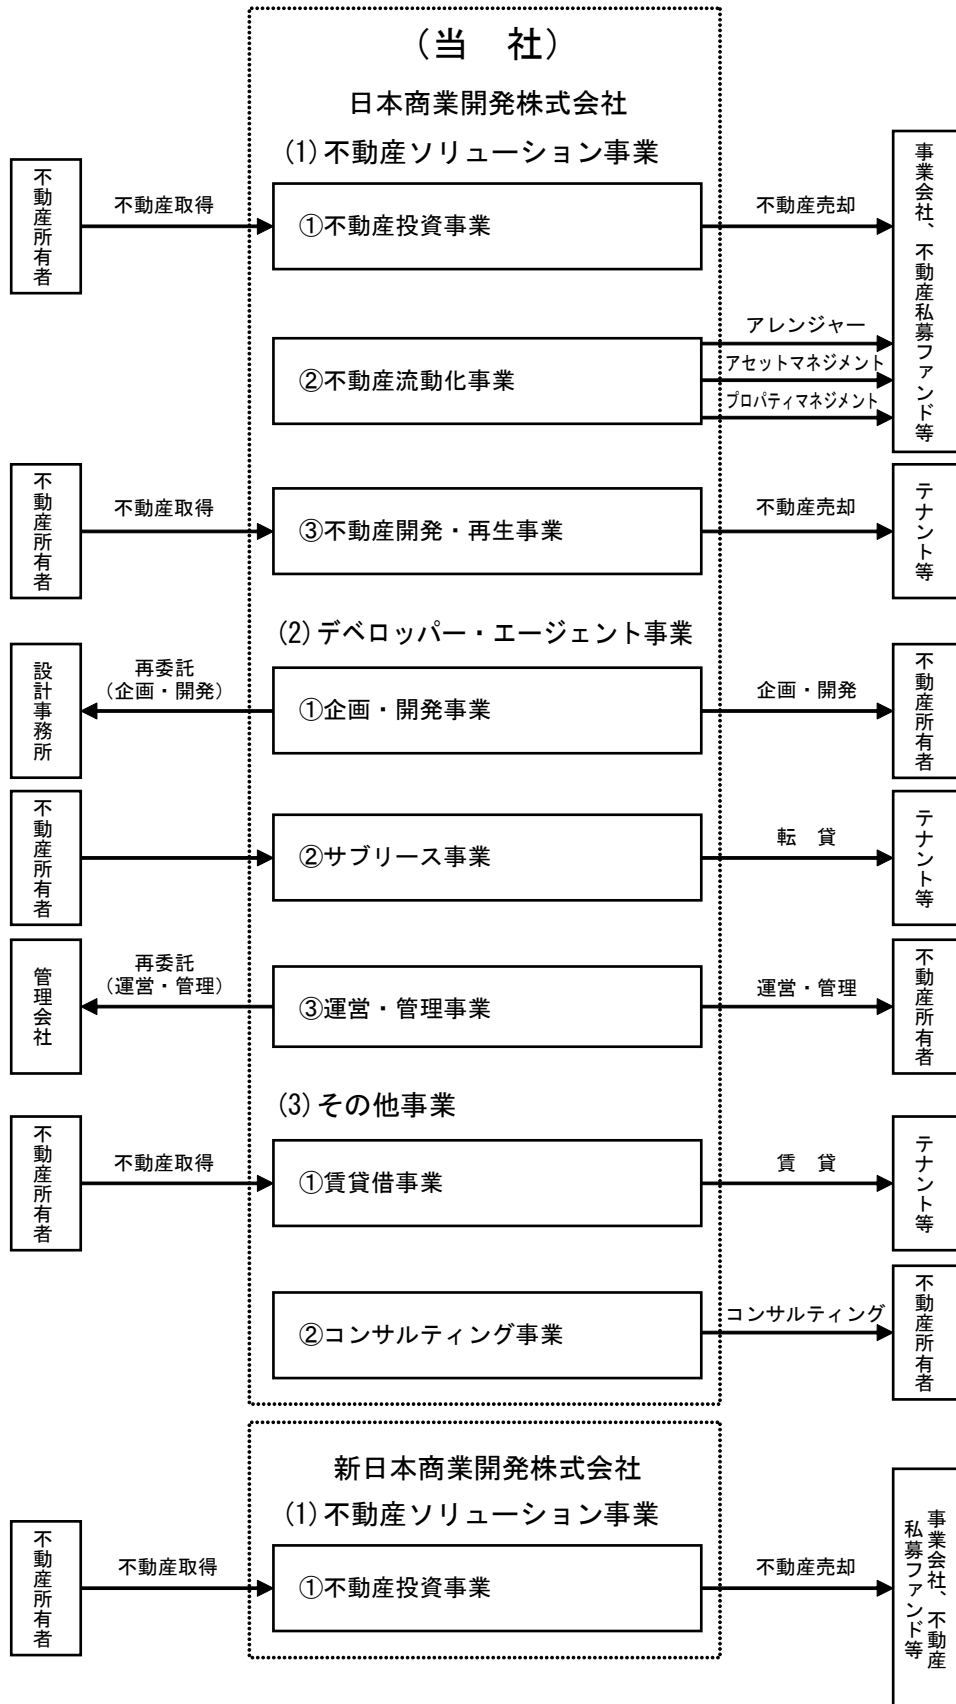 （当　社）
日本商業開発株式会社
(1)不動産ソリューション事業
不動産所有者
不動産取得
①不動産投資事業
不動産売却
事業会社、不動産私募ファンド等
②不動産流動化事業
アレンジャー
アセットマネジメント
プロパティマネジメント
不動産所有者
不動産取得
③不動産開発・再生事業
不動産売却
テナント等
(2)デベロッパー・エージェント事業
設計事務所
再委託
（企画・開発）
①企画・開発事業
企画・開発
不動産所有者
不動産所有者
②サブリース事業
転　貸
テナント等
管理会社
再委託
（運営・管理）
③運営・管理事業
運営・管理
不動産所有者
(3)その他事業
不動産所有者
不動産取得
①賃貸借事業
賃　貸
テナント等
②コンサルティング事業
コンサルティング
不動産所有者
新日本商業開発株式会社
(1)不動産ソリューション事業
不動産所有者
不動産取得
①不動産投資事業
不動産売却
事業会社、不動産
私募ファンド等